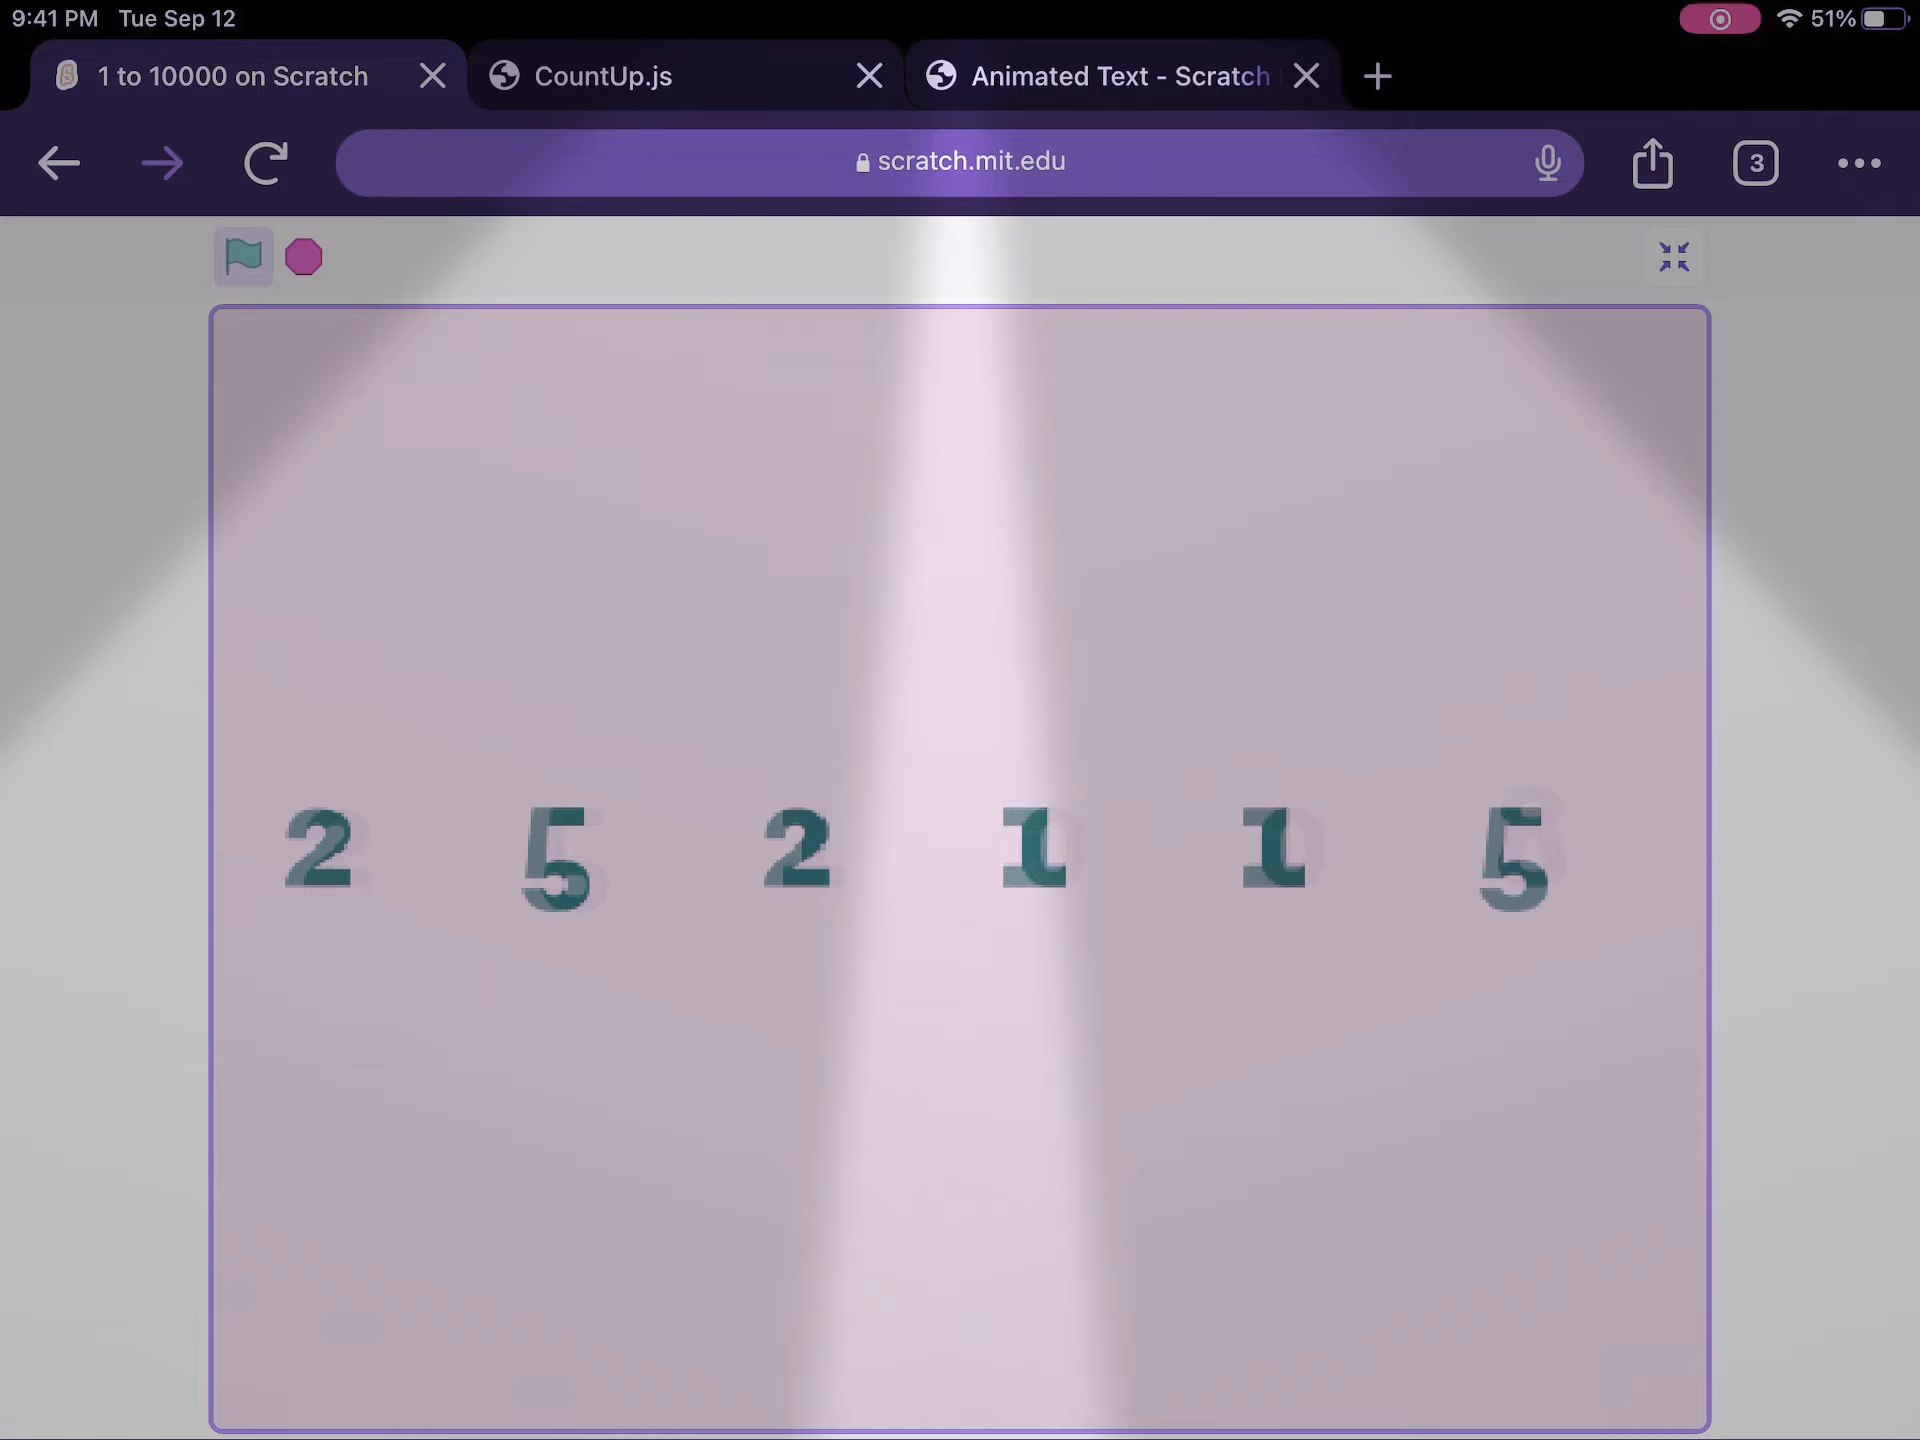 9:41 PM Tue Sep 12 51%
1 to 10000 on Scratch CountUp.js Animated Text - Scratch
scratch.mit.edu 3
2 5 2 1 1 5